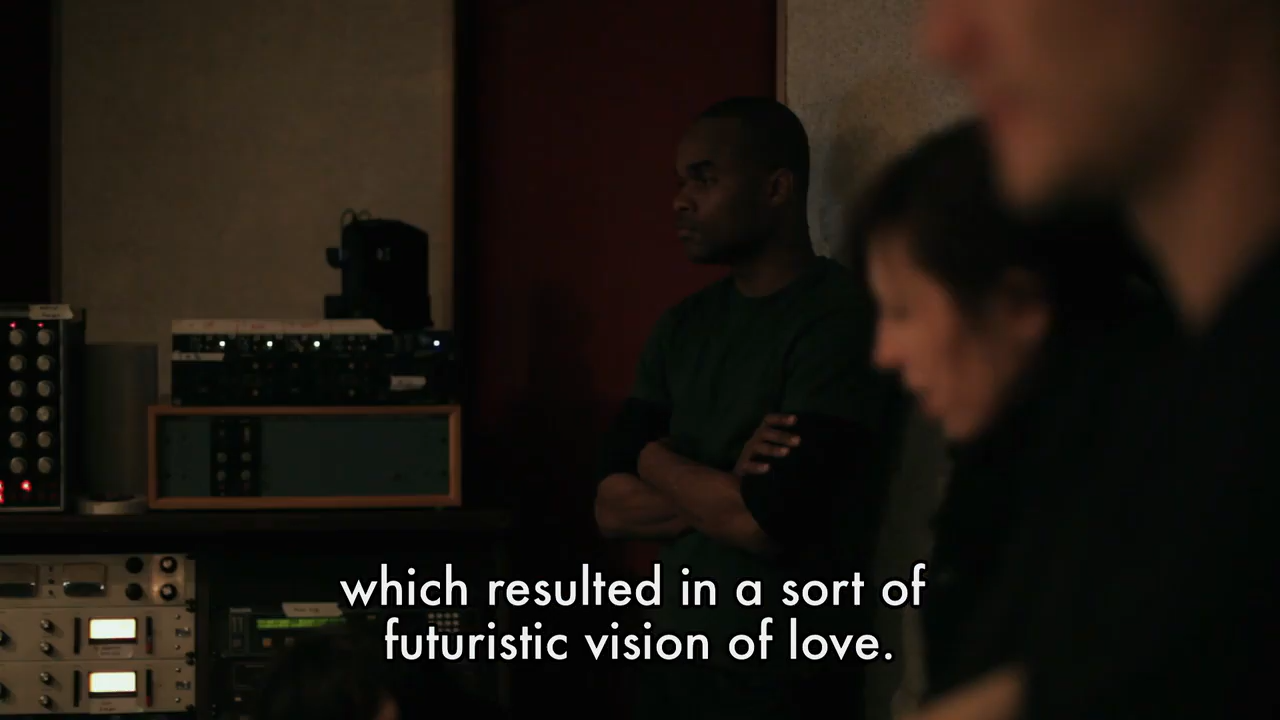 which resulted in a sort of
futuristic vision of love.